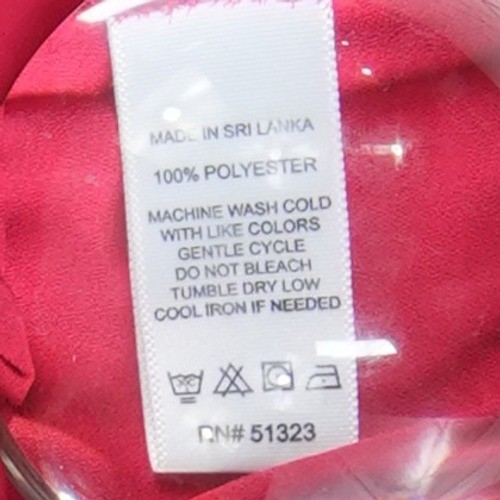 MADE IN SRI LANKA
100% POLYESTER
MACHINE WASH COLD
WITH LIKE COLORS
GENTLE CYCLE
DO NOT BLEACH
TUMBLE DRY LOW
COOL IRON IF NEEDED
RN# 51323